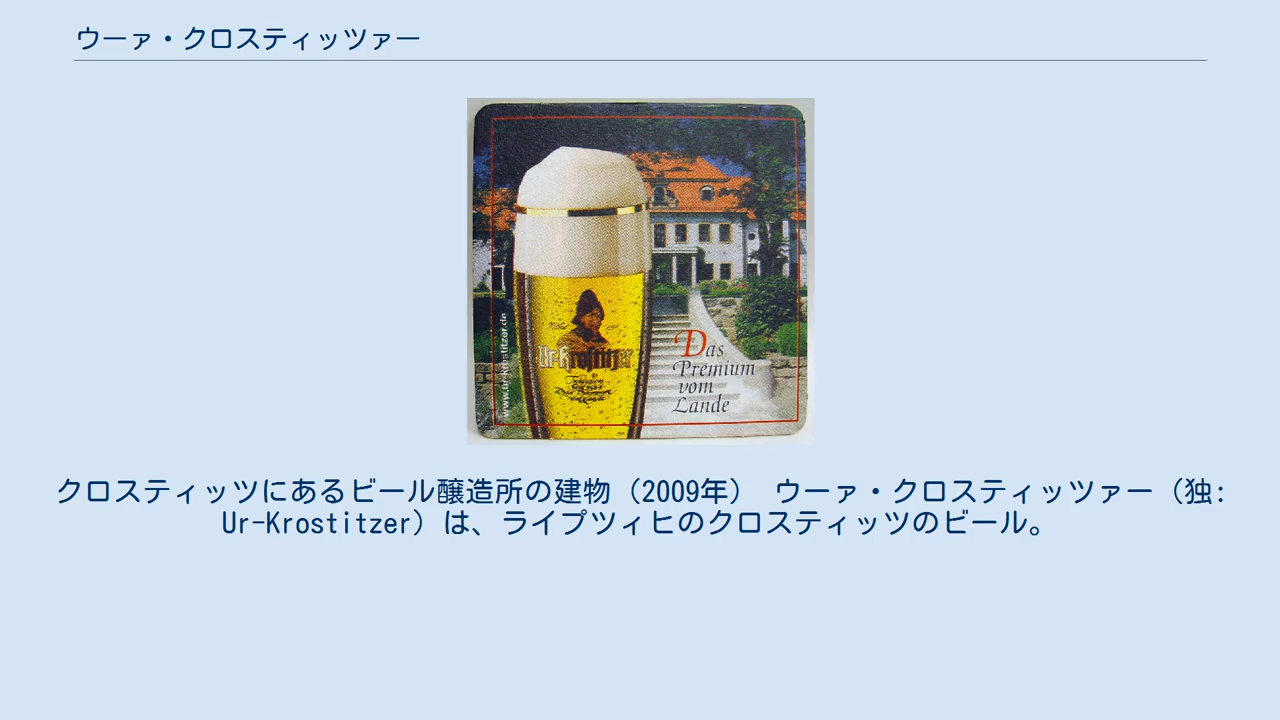 ウーァ・クロスティッツァー
www.ur-krostitzer.de
Ur-Krostitzer
Das
Premium
vom
Lande
クロスティッツにあるビール醸造所の建物（2009年）　ウーァ・クロスティッツァー（独:
Ur-Krostitzer）は、ライプツィヒのクロスティッツのビール。